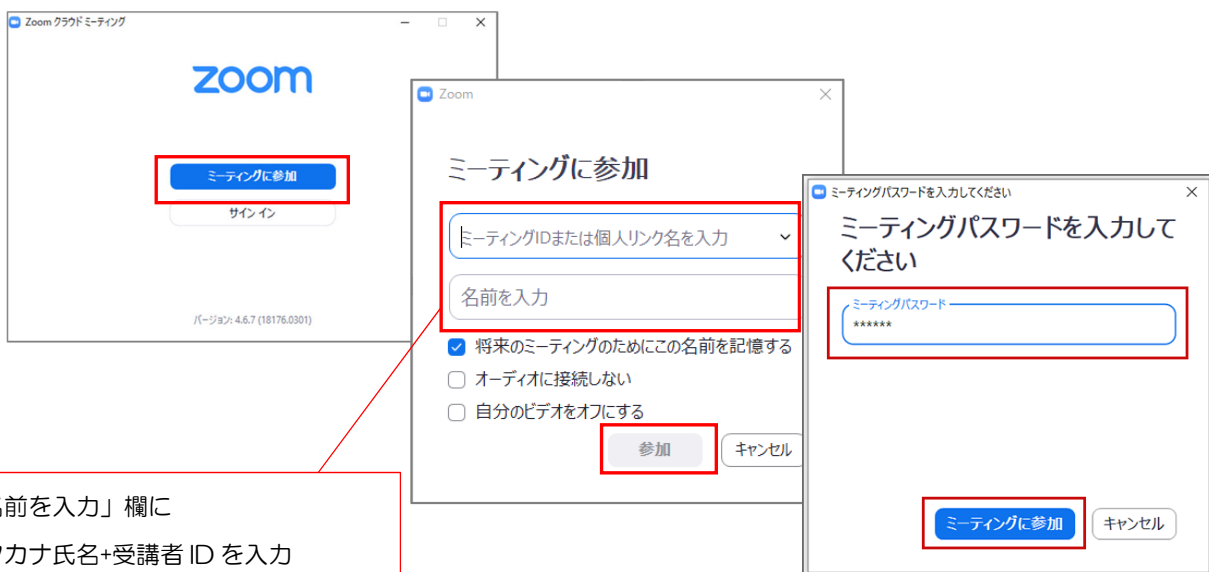 Zoom クラウド ミーティング
zoom
ミーティングに参加
サイン イン
バージョン: 4.6.7 (18176.0301)
Zoom
ミーティングに参加
ミーティングIDまたは個人リンク名を入力
名前を入力
将来のミーティングのためにこの名前を記憶する
オーディオに接続しない
自分のビデオをオフにする
参加
キャンセル
ミーティングパスワードを入力してください
ミーティングパスワードを入力して
ください
ミーティングパスワード
******
ミーティングに参加
キャンセル
前を入力」欄に
カナ氏名+受講者 ID を入力